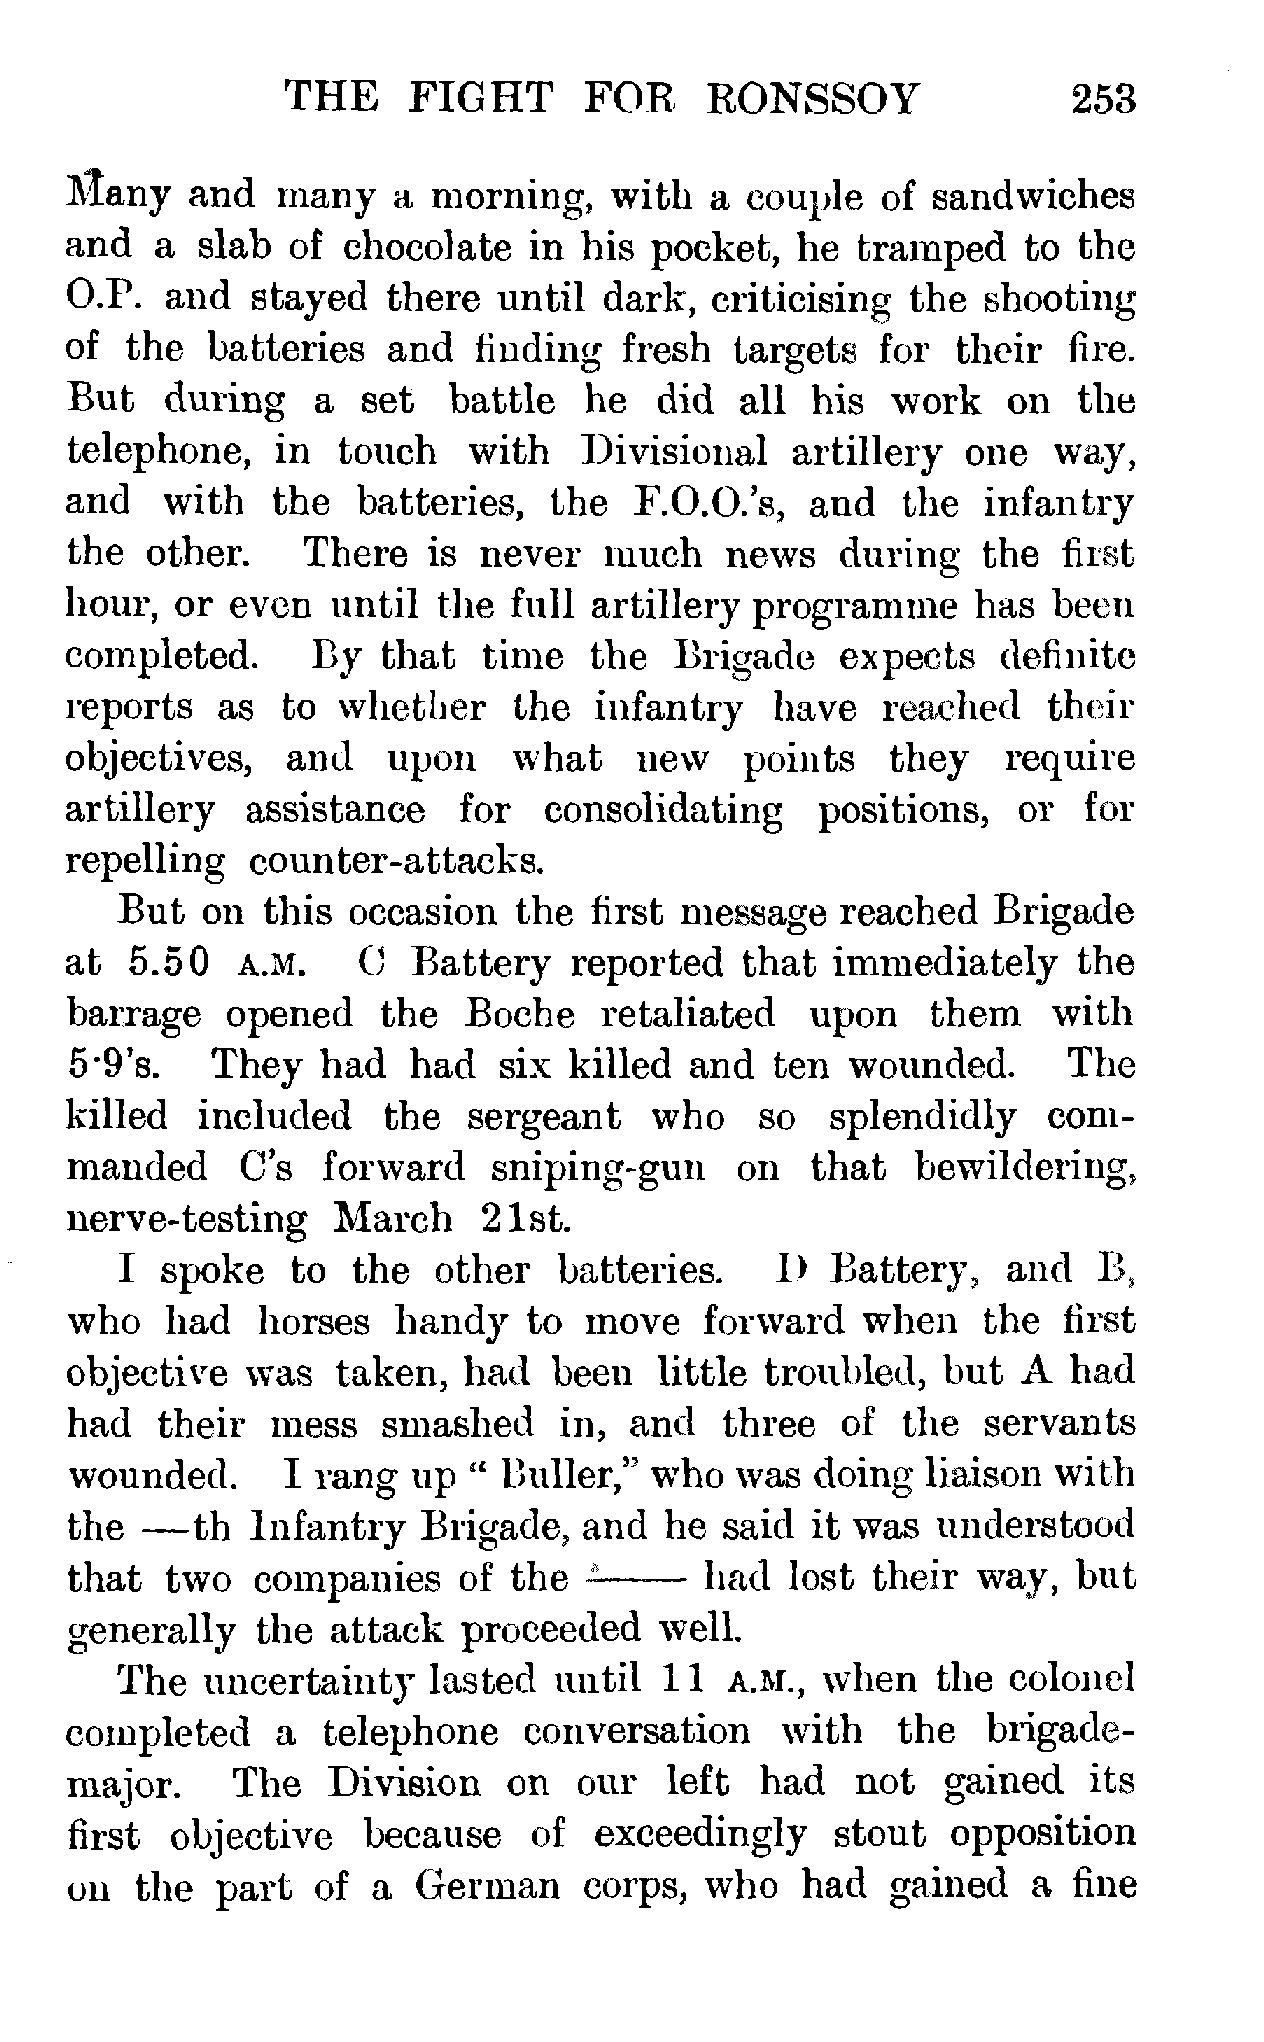 THE FIGHT FOR RONSSOY 253
Many and many a morning, with a couple of sandwiches
and a slab of chocolate in his pocket, he tramped to the
O.P. and stayed there until dark, criticising the shooting
of the batteries and finding fresh targets for their fire.
But during a set battle he did all his work on the
telephone, in touch with Divisional artillery one way,
and with the batteries, the F.O.O.'s, and the infantry
the other. There is never much news during the first
hour, or even until the full artillery programme has been
completed. By that time the Brigade expects definite
reports as to whether the infantry have reached their
objectives, and upon what new points they require
artillery assistance for consolidating positions, or for
repelling counter-attacks.
But on this occasion the first message reached Brigade
at 5.50 A.M. C Battery reported that immediately the
barrage opened the Boche retaliated upon them with
5·9's. They had had six killed and ten wounded. The
killed included the sergeant who so splendidly com-
manded C's forward sniping-gun on that bewildering,
nerve-testing March 21st.
I spoke to the other batteries. D Battery, and B,
who had horses handy to move forward when the first
objective was taken, had been little troubled, but A had
had their mess smashed in, and three of the servants
wounded. I rang up “ Buller,” who was doing liaison with
the —th Infantry Brigade, and he said it was understood
that two companies of the —— had lost their way, but
generally the attack proceeded well.
The uncertainty lasted until 11 A.M., when the colonel
completed a telephone conversation with the brigade-
major. The Division on our left had not gained its
first objective because of exceedingly stout opposition
on the part of a German corps, who had gained a fine